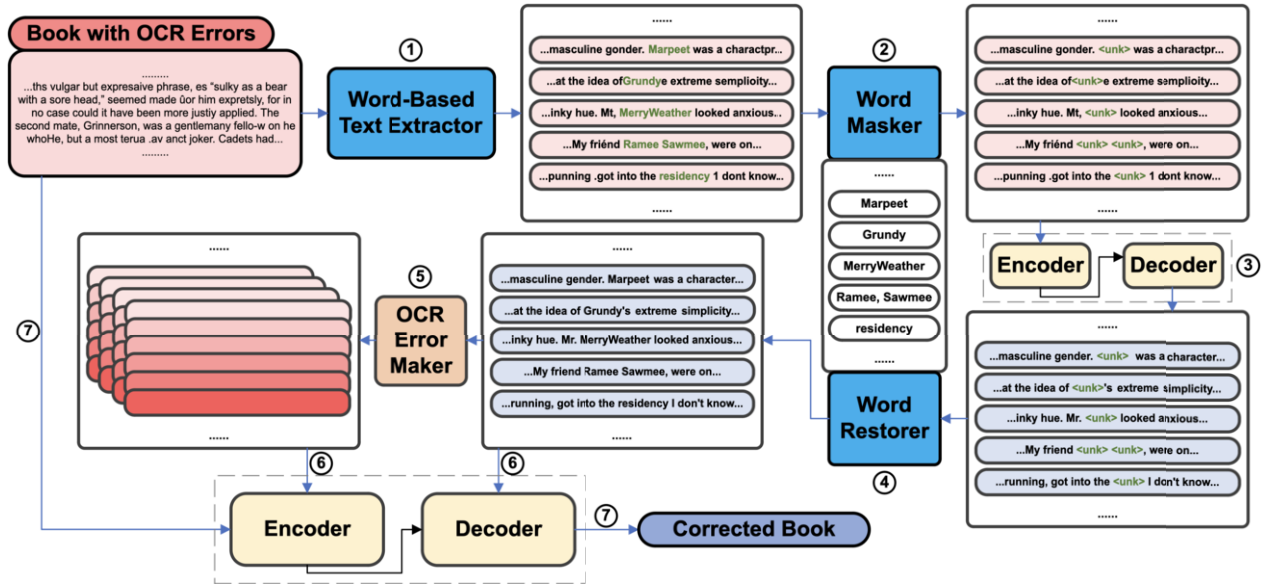 Book with OCR Errors
.........
...ths vulgar but expresaive phrase, es “sulky as a bear
with a sore head,” seemed made ûor him expretsly, for in
no case could it have been more justiy applied. The
second mate, Grinnerson, was a gentlemany fello-w on he
whoHe, but a most terua .av anct joker. Cadets had...
.........
1
Word-Based
Text Extractor
......
...masculine gonder. Marpeet was a charactpr...
...at the idea ofGrundye extreme semplioity...
...inky hue. Mt, MerryWeather looked anxious...
...My friénd Ramee Sawmee, were on...
...punning .got into the residency 1 dont know...
......
2
Word
Masker
......
Marpeet
Grundy
MerryWeather
Ramee, Sawmee
residency
......
Word
Restorer
4
......
...masculine gonder. <unk> was a charactpr...
...at the idea of<unk>e extreme semplioity...
...inky hue. Mt, <unk> looked anxious...
...My friénd <unk> <unk>, were on...
...punning .got into the <unk> 1 dont know...
......
Encoder
Decoder
3
......
...masculine gender. <unk> was a character...
...at the idea of <unk>'s extreme simplicity...
...inky hue. Mr. <unk> looked anxious...
...My friend <unk> <unk>, were on...
...running, got into the <unk> I don't know...
......
......
...masculine gender. Marpeet was a character...
...at the idea of Grundy's extreme simplicity...
...inky hue. Mr. MerryWeather looked anxious...
...My friend Ramee Sawmee, were on...
...running, got into the residency I don't know...
......
5
OCR
Error
Maker
......
......
7
6
6
Encoder
Decoder
7
Corrected Book